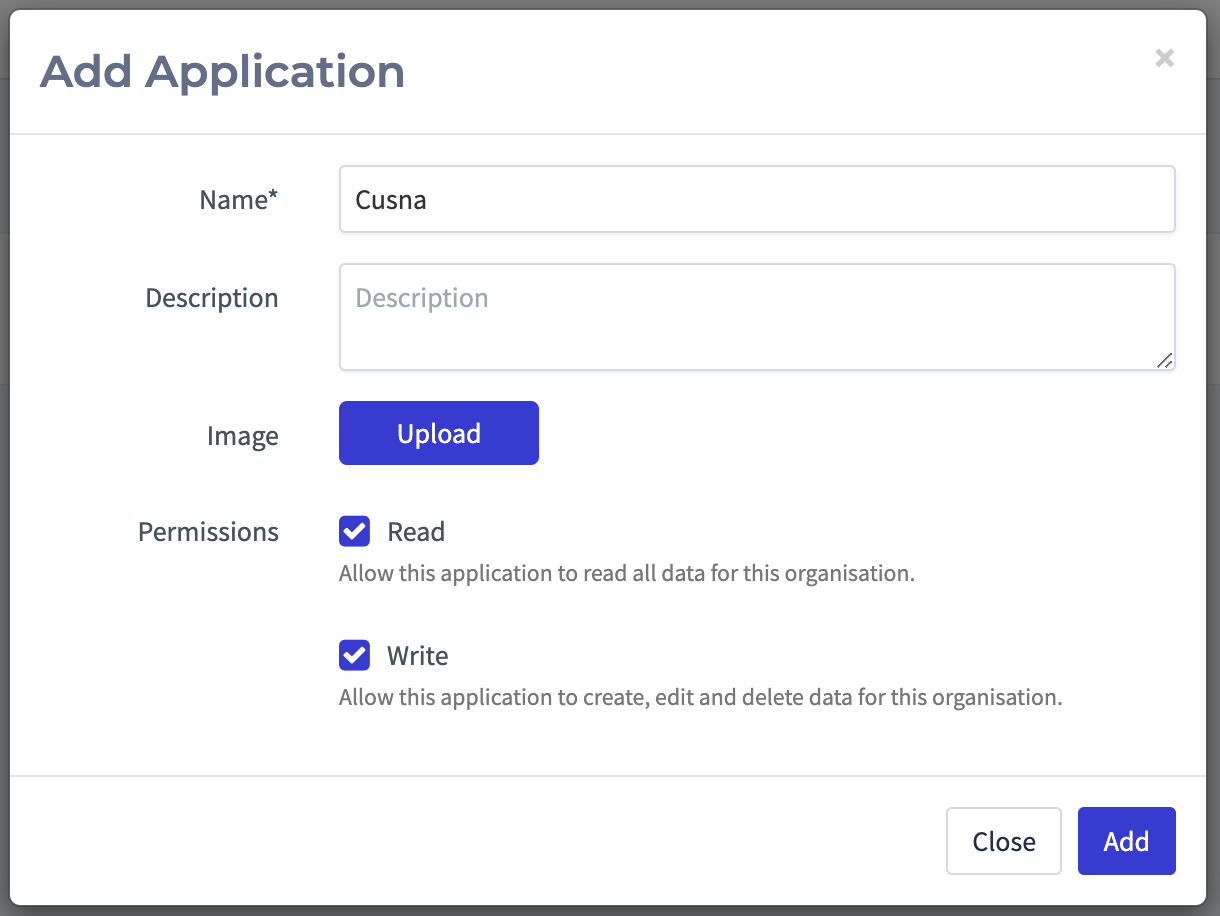 Add Application
×
Name*
Cusna
Description
Description
Image
Upload
Permissions
Read
Allow this application to read all data for this organisation.
Write
Allow this application to create, edit and delete data for this organisation.
Close
Add